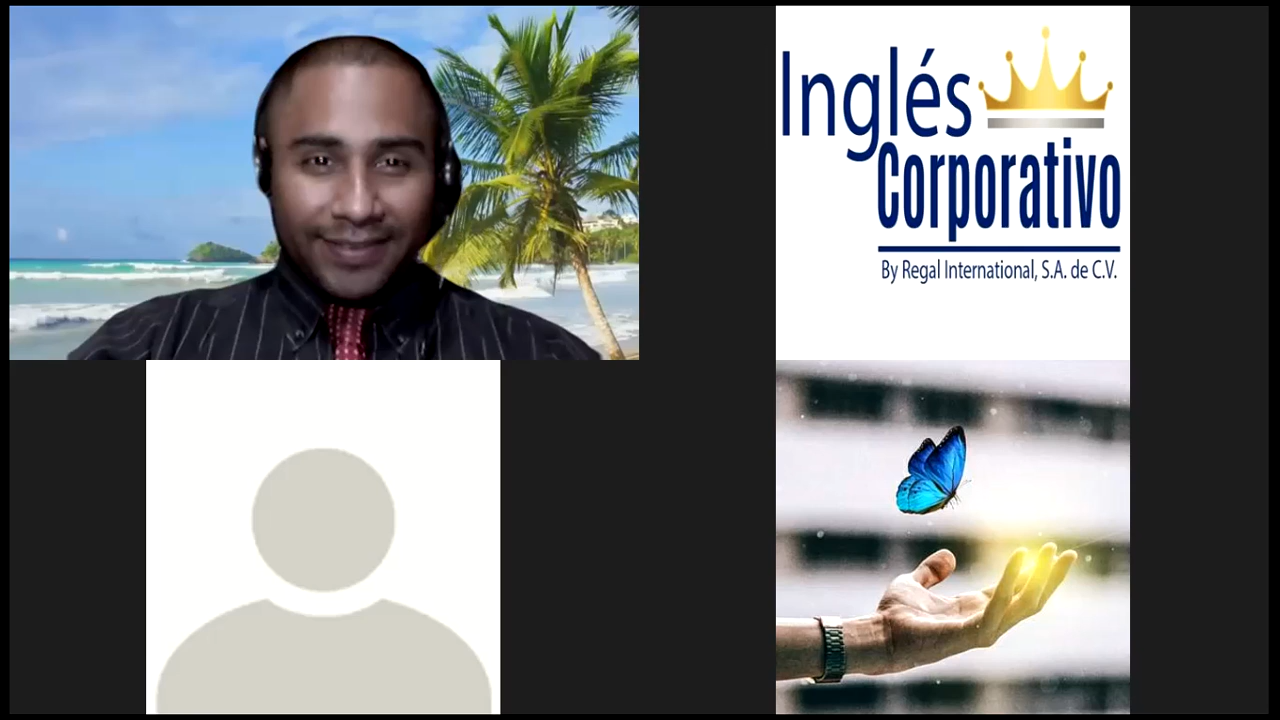 Inglés
Corporativo
By Regal International, S.A. de C.V.